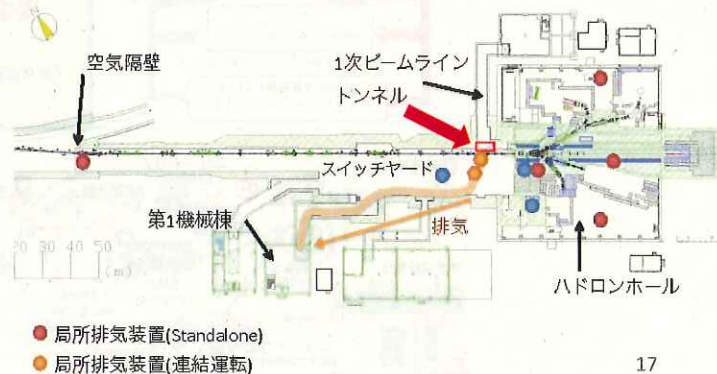 空気隔壁
1次ビームライン
トンネル
スイッチヤード
第1機械棟
排気
20 30 40 50
(m)
ハドロンホール
局所排気装置(Standalone)
局所排気装置(連結運転)
17